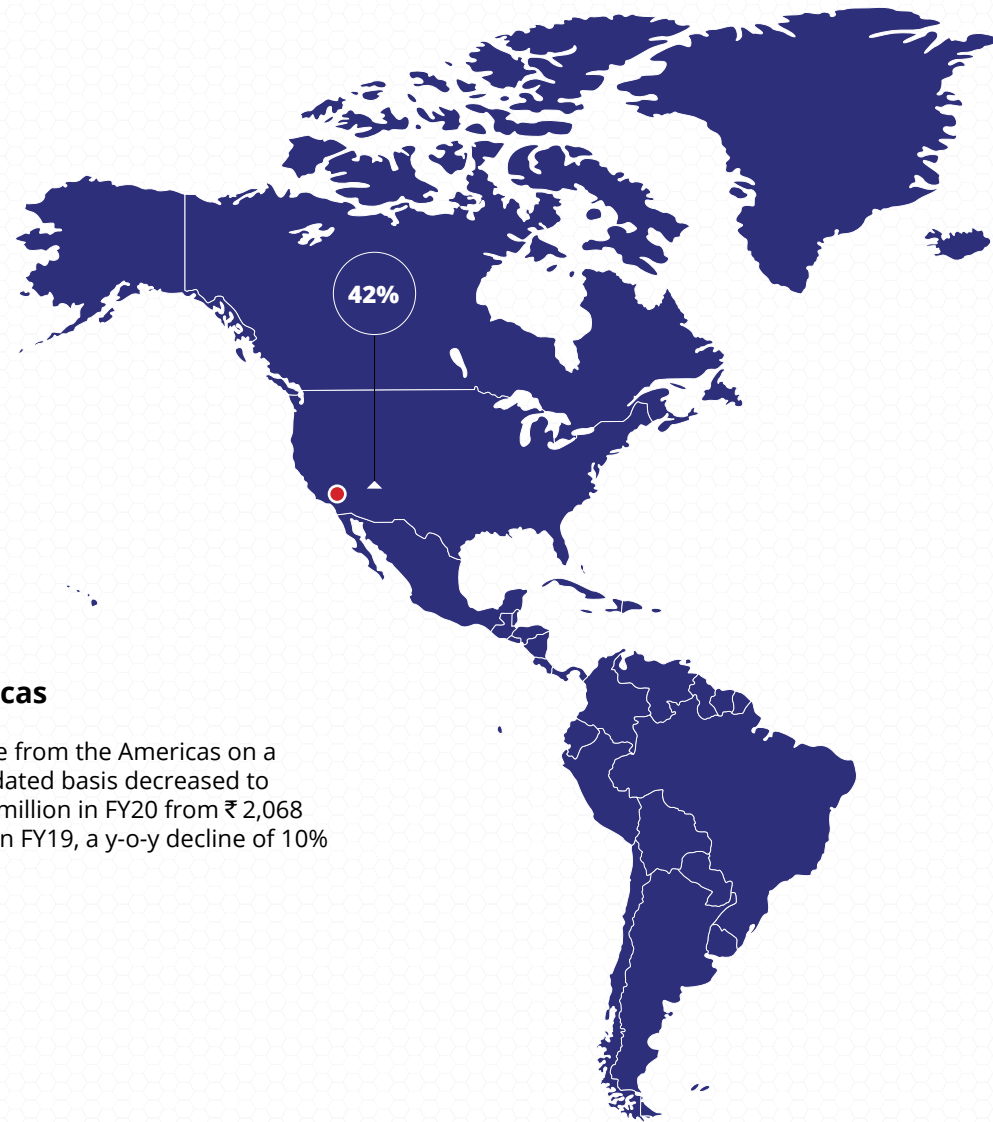 42%
cas
e from the Americas on a
dated basis decreased to
million in FY20 from ₹ 2,068
n FY19, a y-o-y decline of 10%